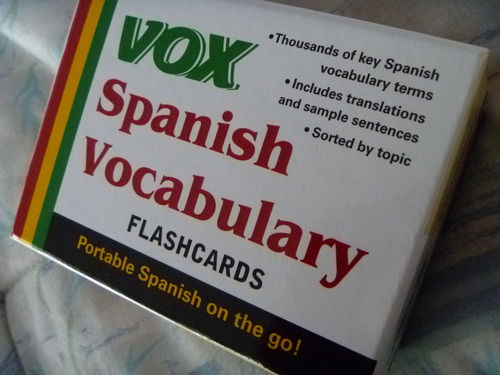 VOX
Spanish
Vocabulary
FLASHCARDS
•Thousands of key Spanish
vocabulary terms
•Includes translations
and sample sentences
•Sorted by topic
Portable Spanish on the go!